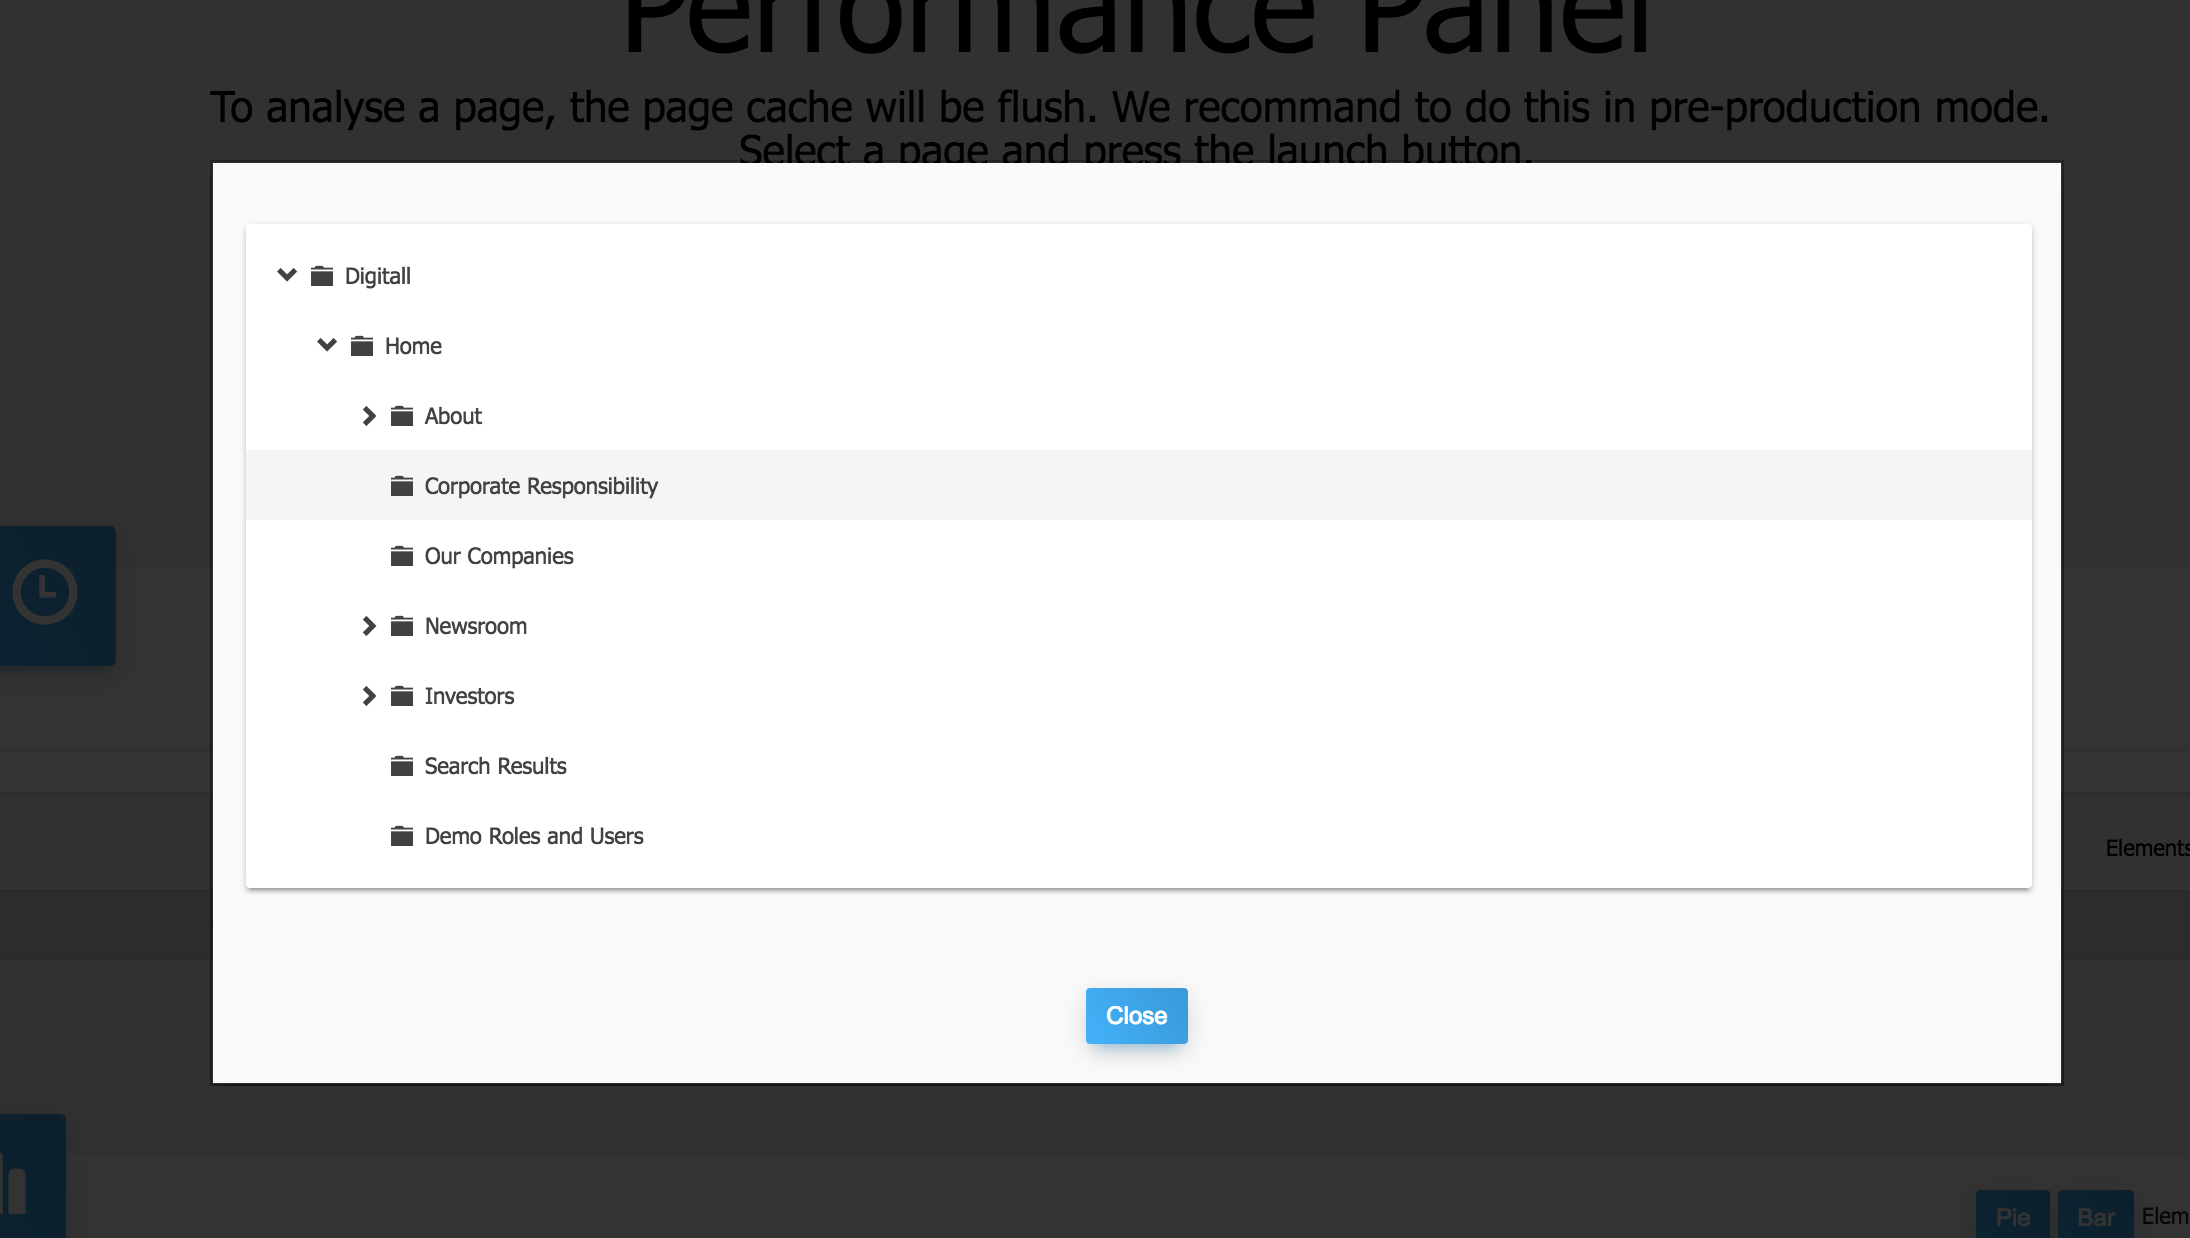 Performance Panel
To analyse a page, the page cache will be flush. We recommand to do this in pre-production mode.
Select a page and press the launch button.
Digitall
Home
About
Corporate Responsibility
Our Companies
Newsroom
Investors
Search Results
Demo Roles and Users
Elements
Close
Pie
Bar
Elem